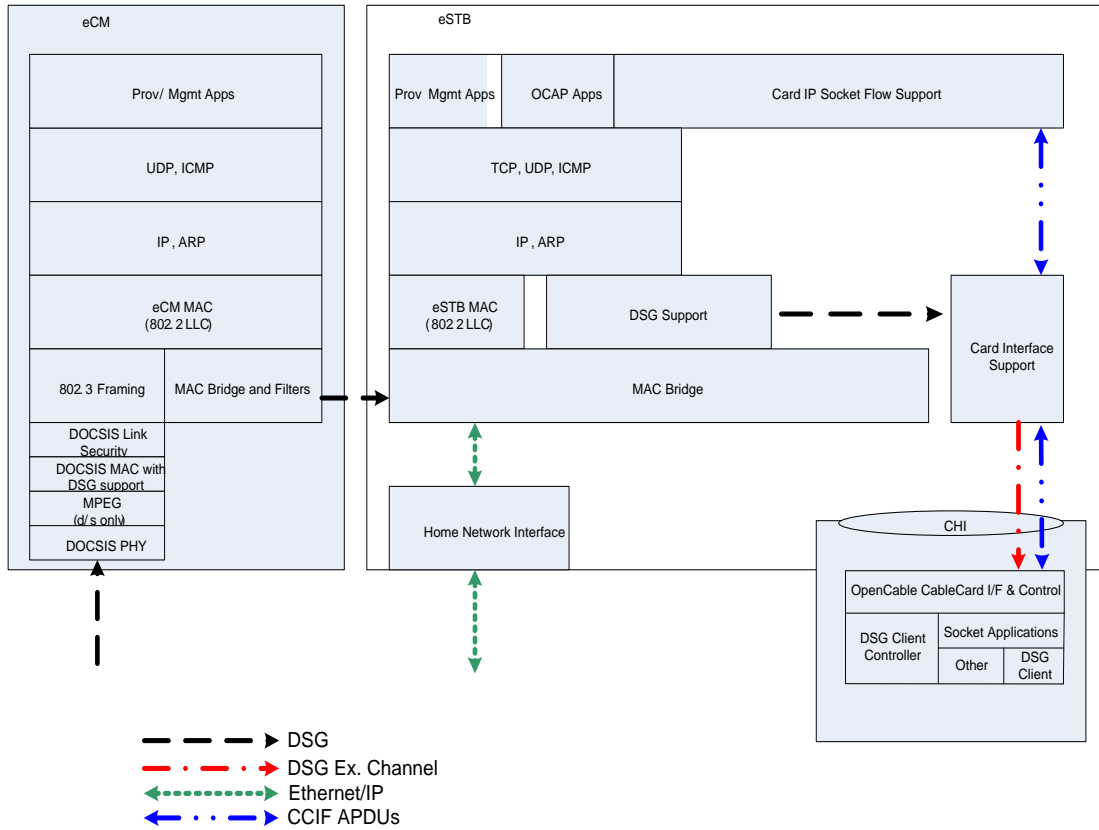 eCM
Prov/ Mgmt Apps
UDP, ICMP
IP, ARP
eCM MAC
(802.2 LLC)
802.3 Framing
MAC Bridge and Filters
DOCSIS Link
Security
DOCSIS MAC with
DSG support
MPEG
(d/s only)
DOCSIS PHY
eSTB
Prov Mgmt Apps
OCAP Apps
Card IP Socket Flow Support
TCP, UDP, ICMP
IP, ARP
eSTB MAC
(802 2 LLC)
DSG Support
Card Interface
Support
MAC Bridge
Home Network Interface
CHI
OpenCable CableCard I/F & Control
DSG Client
Controller
Socket Applications
Other
DSG
Client
DSG
DSG Ex. Channel
Ethernet/IP
CCIF APDUs